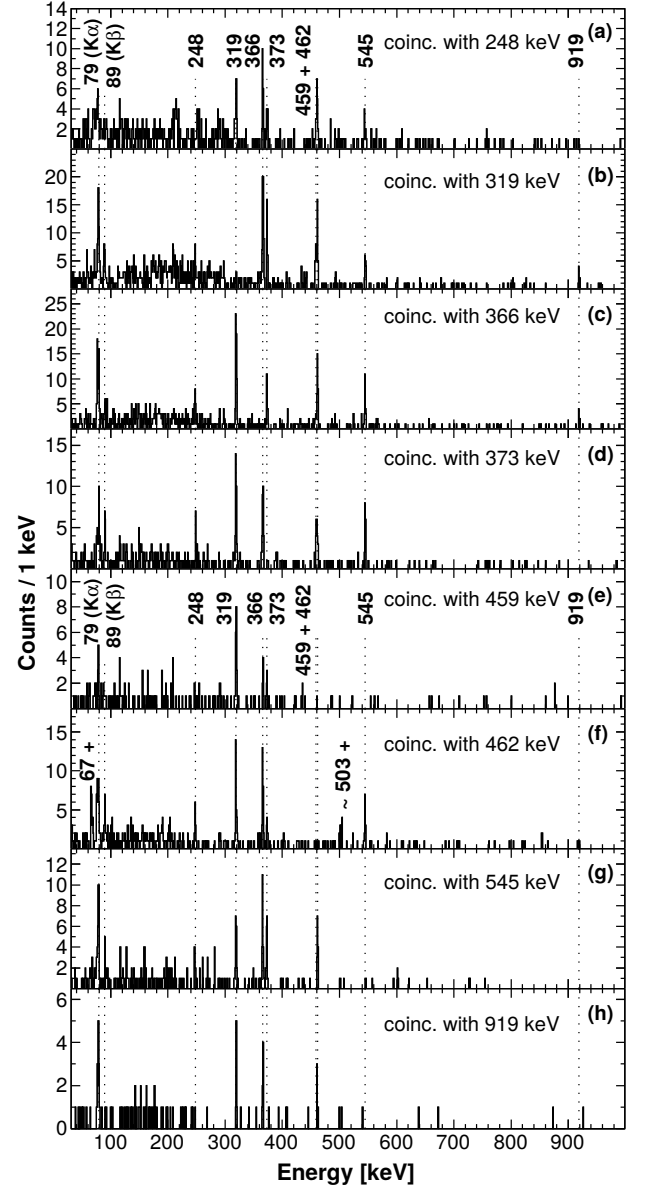 Counts / 1 keV
14
12
10
8
6
4
2
79 (Kα)
89 (Kβ)
248
319
366
373
459 + 462
545
919
coinc. with 248 keV
(a)
20
15
10
5
coinc. with 319 keV
(b)
25
20
15
10
5
coinc. with 366 keV
(c)
15
10
5
coinc. with 373 keV
(d)
10
8
6
4
2
79 (Kα)
89 (Kβ)
248
319
366
373
459 + 462
545
919
coinc. with 459 keV
(e)
15
10
5
67 +
~ 503 +
coinc. with 462 keV
(f)
12
10
8
6
4
2
coinc. with 545 keV
(g)
6
4
2
0
coinc. with 919 keV
(h)
100 200 300 400 500 600 700 800 900
Energy [keV]